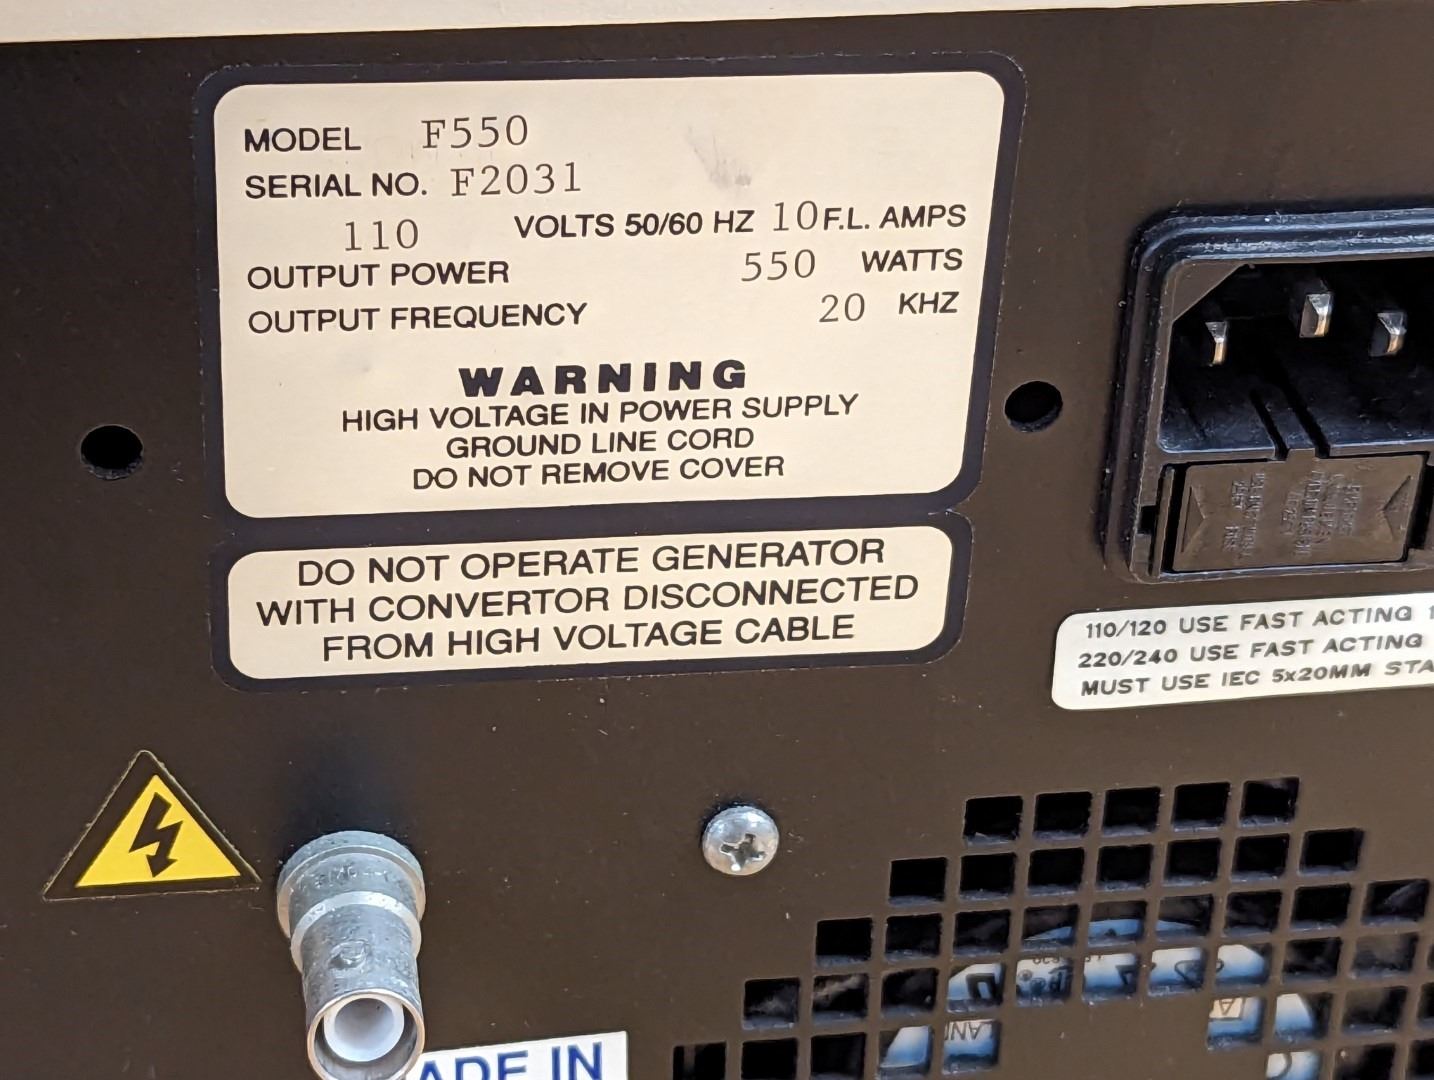 MODEL F550
SERIAL NO. F2031
110 VOLTS 50/60 HZ 10 F.L. AMPS
OUTPUT POWER 550 WATTS
OUTPUT FREQUENCY 20 KHZ
WARNING
HIGH VOLTAGE IN POWER SUPPLY
GROUND LINE CORD
DO NOT REMOVE COVER
DO NOT OPERATE GENERATOR
WITH CONVERTOR DISCONNECTED
FROM HIGH VOLTAGE CABLE
110/120 USE FAST ACTING
220/240 USE FAST ACTING
MUST USE IEC 5x20MM
ADE IN